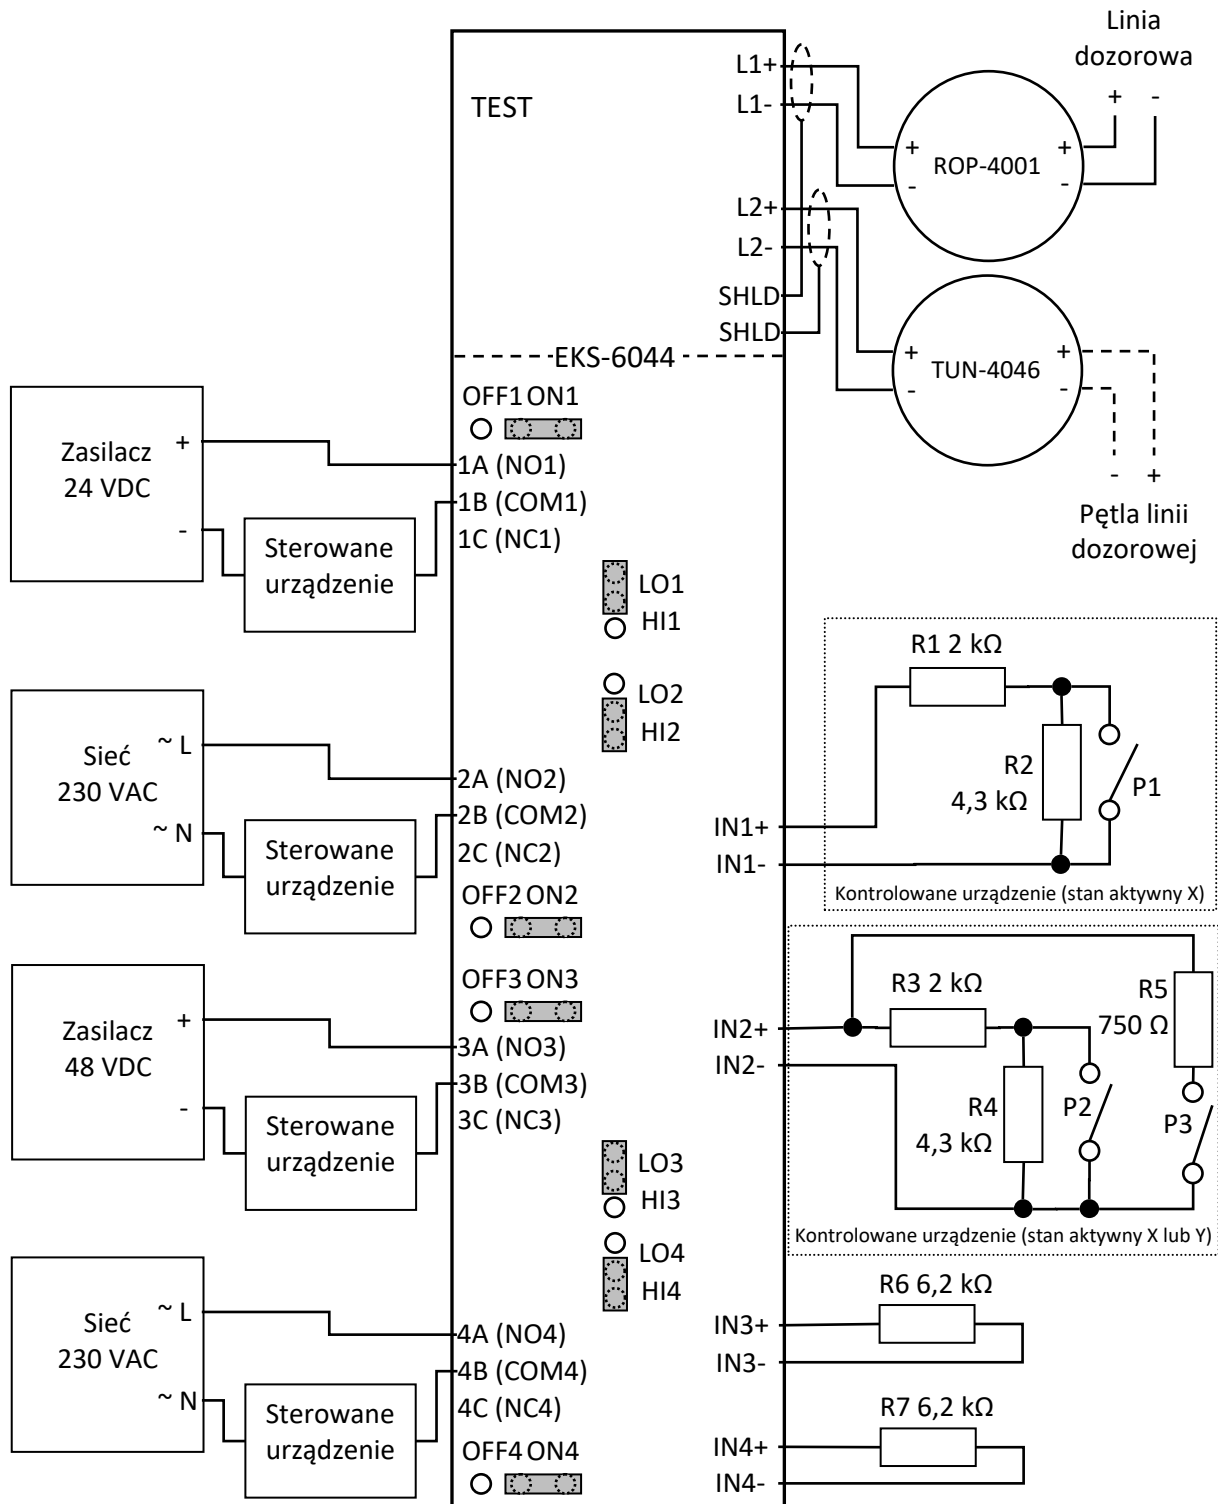 TEST
L1+
L1-
L2+
L2-
SHLD
SHLD
EKS-6044
Linia
dozorowa
+ -
+ +
ROP-4001
- -
+ +
TUN-4046
- -
- +
Pętla linii
dozorowej
OFF1 ON1
Zasilacz
24 VDC
+
-
1A (NO1)
1B (COM1)
1C (NC1)
Sterowane
urządzenie
LO1
HI1
LO2
HI2
Sieć
230 VAC
~ L
~ N
2A (NO2)
2B (COM2)
2C (NC2)
Sterowane
urządzenie
OFF2 ON2
OFF3 ON3
Zasilacz
48 VDC
+
-
3A (NO3)
3B (COM3)
3C (NC3)
Sterowane
urządzenie
LO3
HI3
LO4
HI4
Sieć
230 VAC
~ L
~ N
4A (NO4)
4B (COM4)
4C (NC4)
Sterowane
urządzenie
OFF4 ON4
R1 2 kΩ
R2
4,3 kΩ
P1
IN1+
IN1-
Kontrolowane urządzenie (stan aktywny X)
R3 2 kΩ
R5
750 Ω
IN2+
IN2-
R4
4,3 kΩ
P2
P3
Kontrolowane urządzenie (stan aktywny X lub Y)
R6 6,2 kΩ
IN3+
IN3-
R7 6,2 kΩ
IN4+
IN4-